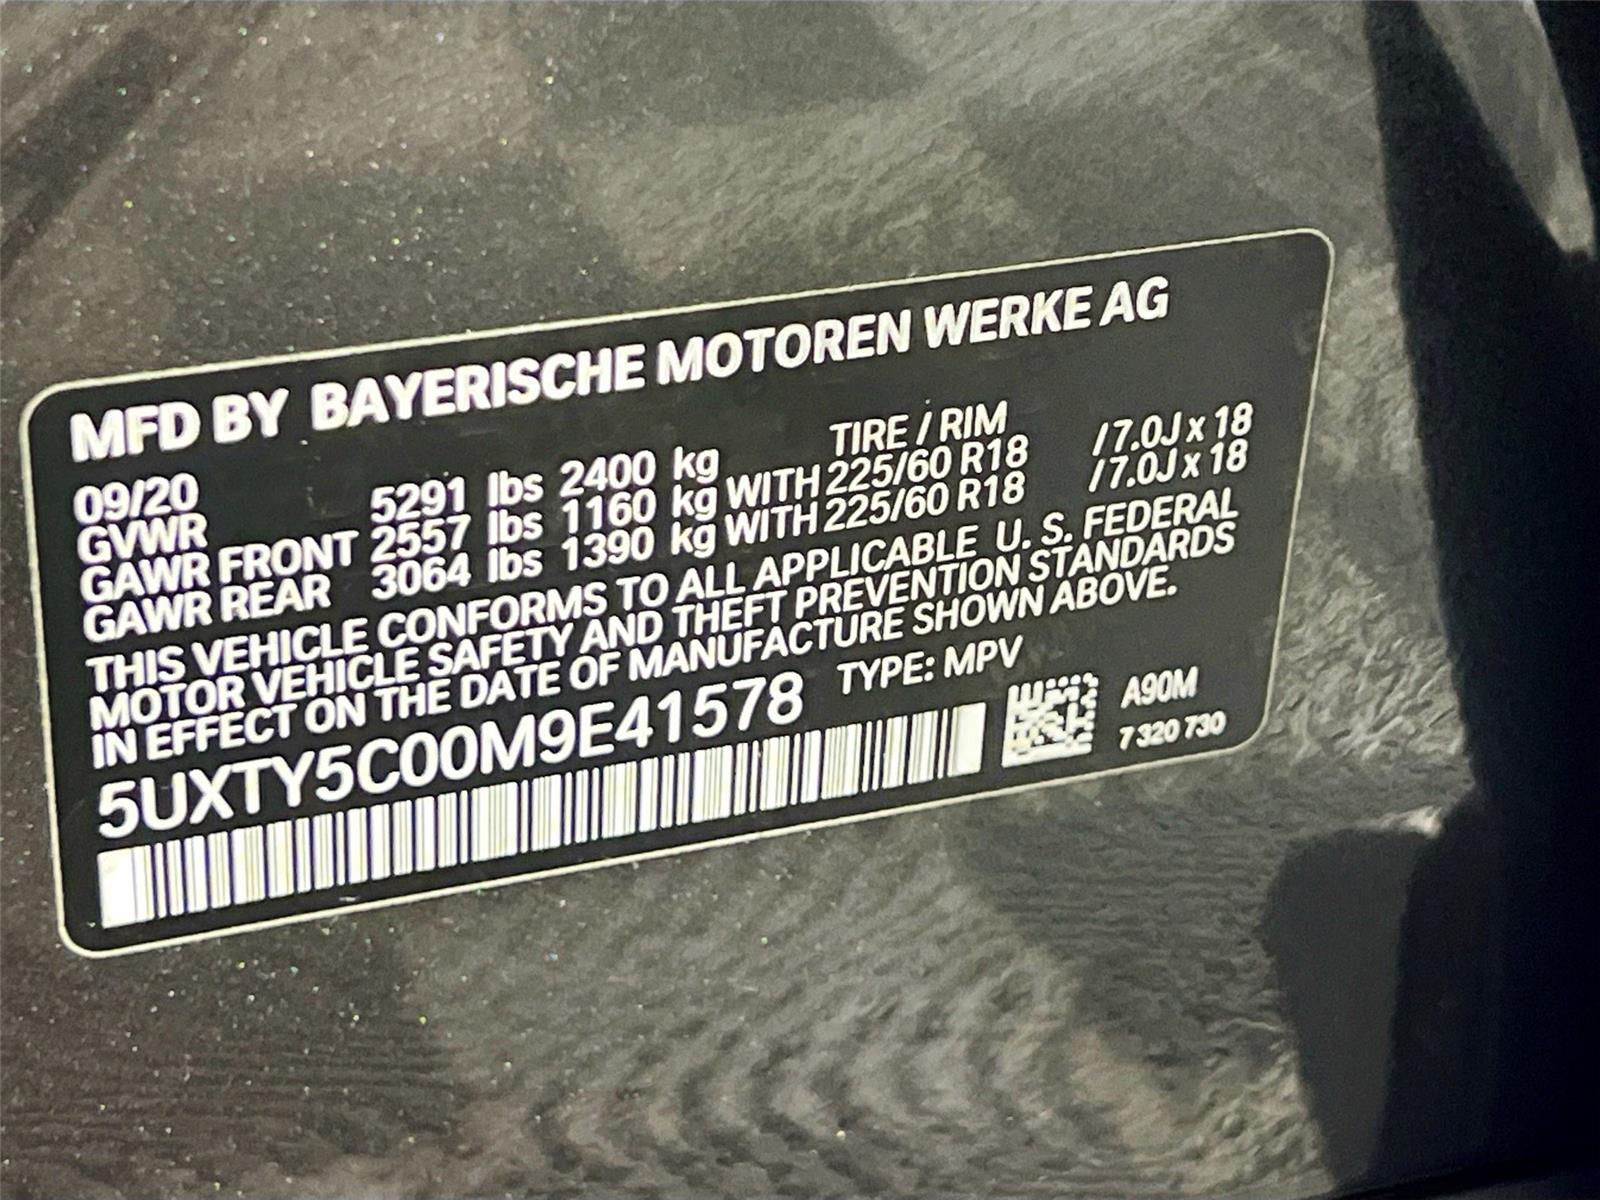 MFD BY BAYERISCHE MOTOREN WERKE AG
09/20 TIRE / RIM
GVWR 5291 lbs 2400 kg
GAWR FRONT 2557 lbs 1160 kg WITH 225/60 R18 / 7.0J x 18
GAWR REAR 3064 lbs 1390 kg WITH 225/60 R18 / 7.0J x 18
THIS VEHICLE CONFORMS TO ALL APPLICABLE U. S. FEDERAL
MOTOR VEHICLE SAFETY AND THEFT PREVENTION STANDARDS
IN EFFECT ON THE DATE OF MANUFACTURE SHOWN ABOVE.
5UXTY5C00M9E41578 TYPE: MPV
A90M
7 320 730